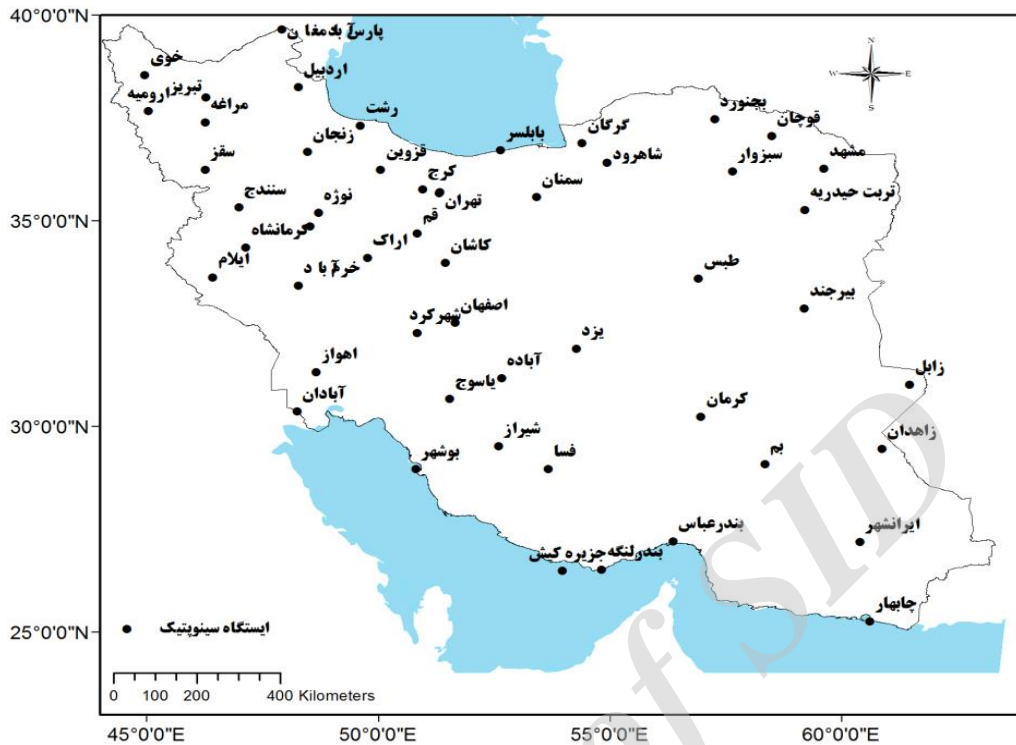 40°0'0"N
پارس‌آبادمغان
خوی
اردبیل
تبریز
ارومیه
مراغه
رشت
زنجان
بابلسر
گرگان
بجنورد
قوچان
قزوین
سقز
کرج
شاهرود
سبزوار
مشهد
سمنان
تهران
سنندج
نوژه
تربت حیدریه
35°0'0"N
قم
کرمانشاه
اراک
کاشان
ایلام
خرم‌آباد
طبس
بیرجند
اصفهان
شهرکرد
یزد
اهواز
آباده
زابل
یاسوج
آبادان
کرمان
30°0'0"N
شیراز
زاهدان
بوشهر
فسا
بم
بندرعباس
ایرانشهر
جزیره کیش
بندرلنگه
چابهار
25°0'0"N
ایستگاه سینوپتیک
0 100 200 400 Kilometers
45°0'0"E 50°0'0"E 55°0'0"E 60°0'0"E
N
W E
S
of SID